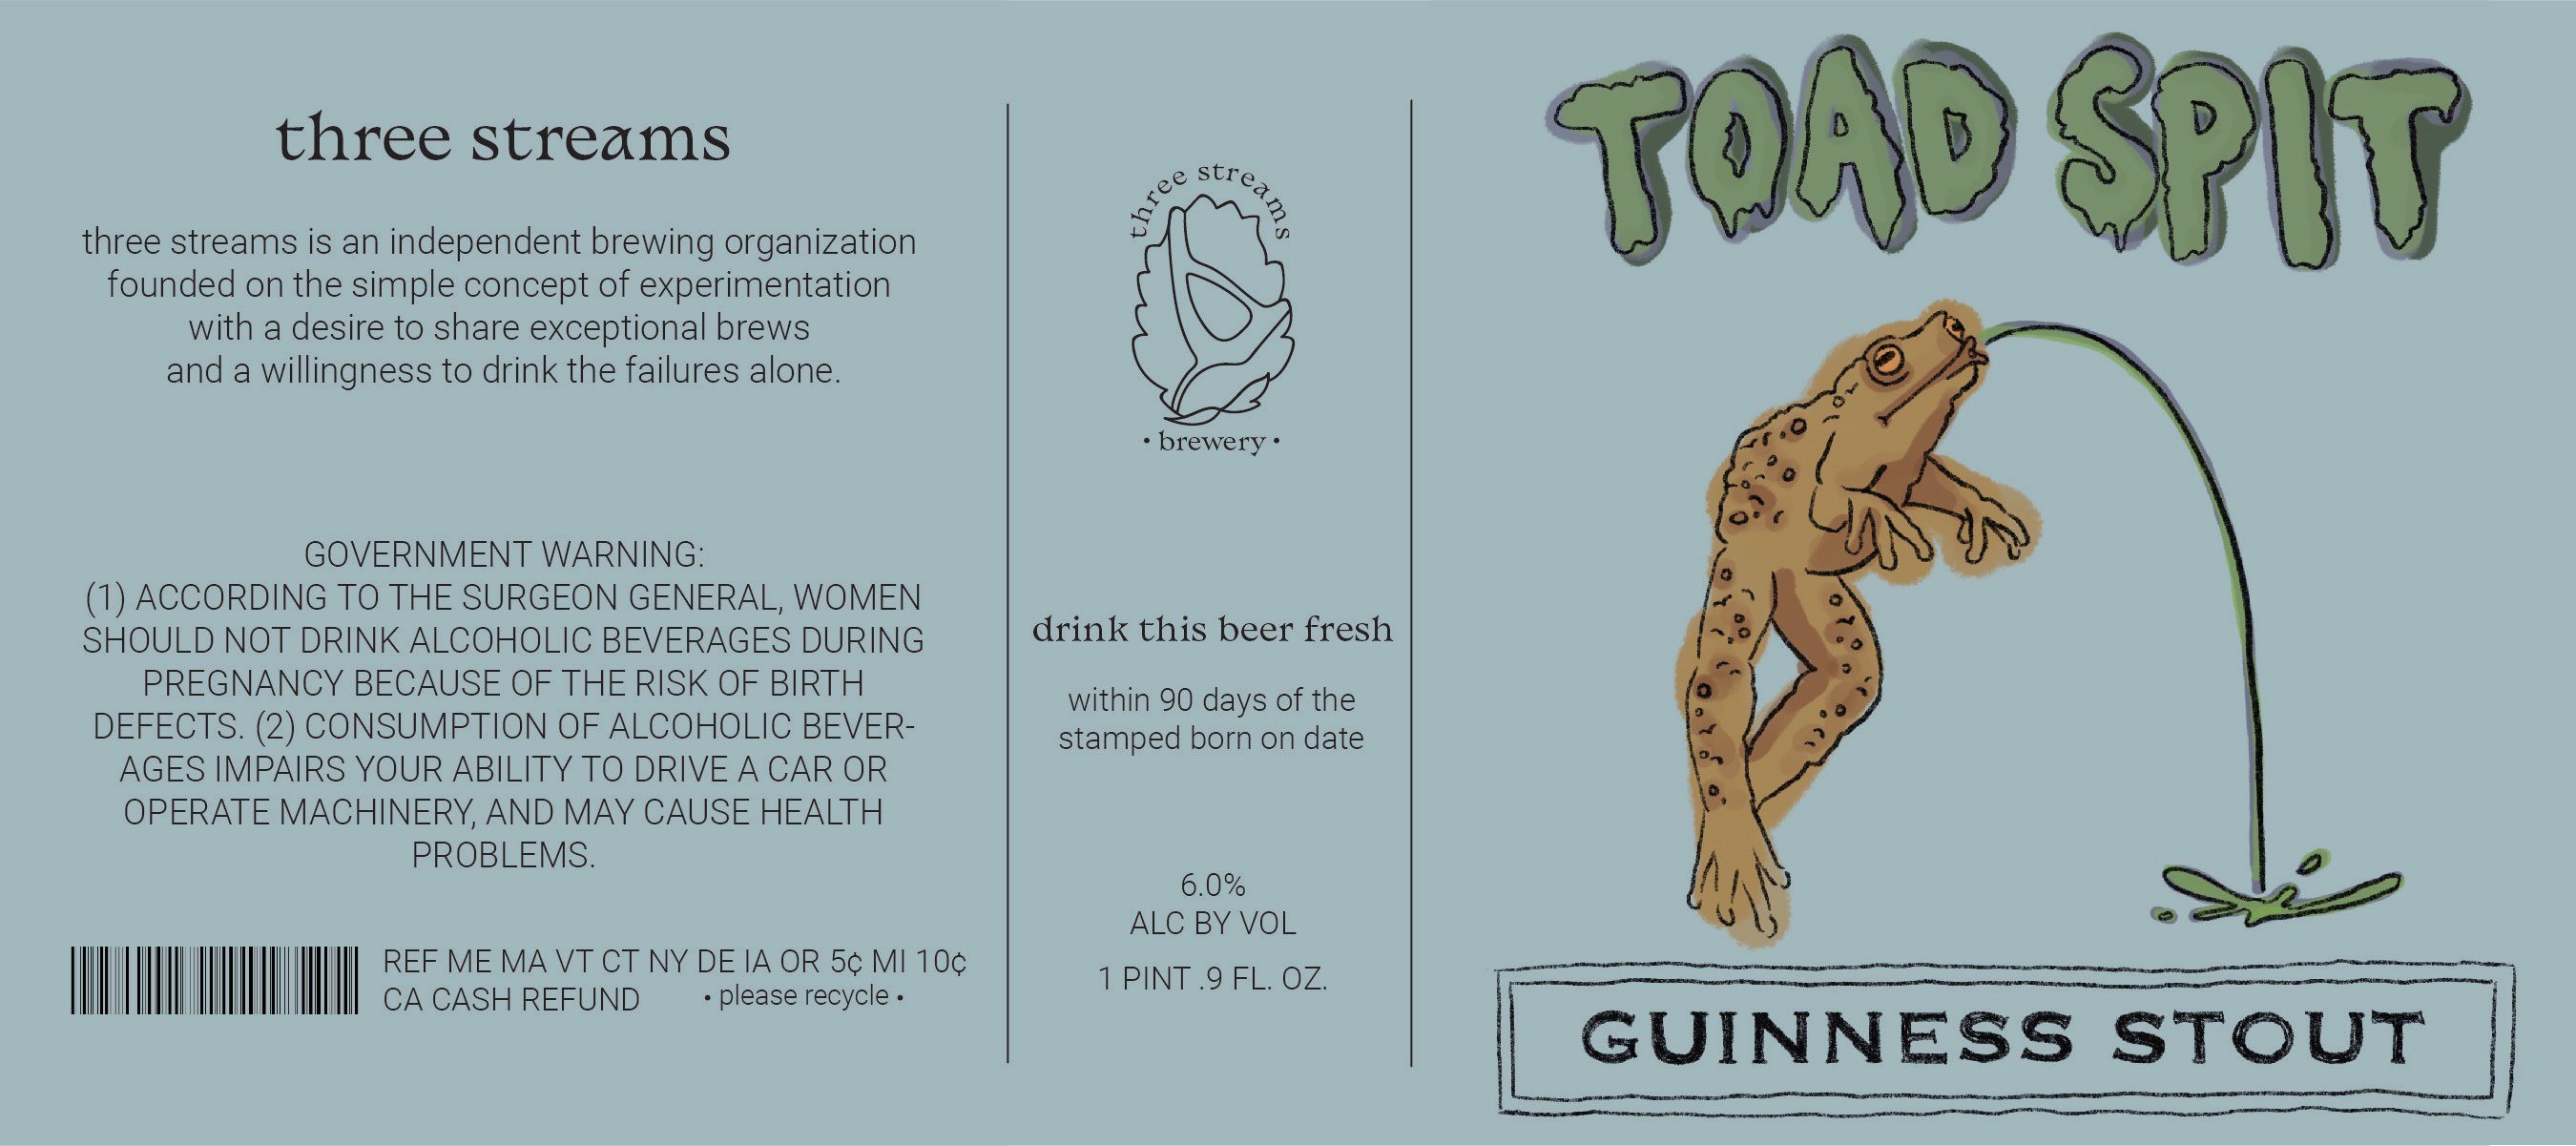 three streams
three streams is an independent brewing organization
founded on the simple concept of experimentation
with a desire to share exceptional brews
and a willingness to drink the failures alone.
GOVERNMENT WARNING:
(1) ACCORDING TO THE SURGEON GENERAL, WOMEN
SHOULD NOT DRINK ALCOHOLIC BEVERAGES DURING
PREGNANCY BECAUSE OF THE RISK OF BIRTH
DEFECTS. (2) CONSUMPTION OF ALCOHOLIC BEVER-
AGES IMPAIRS YOUR ABILITY TO DRIVE A CAR OR
OPERATE MACHINERY, AND MAY CAUSE HEALTH
PROBLEMS.
REF ME MA VT CT NY DE IA OR 5¢ MI 10¢
CA CASH REFUND • please recycle •
three streams
• brewery •
drink this beer fresh
within 90 days of the
stamped born on date
6.0%
ALC BY VOL
1 PINT .9 FL. OZ.
TOAD SPIT
GUINNESS STOUT